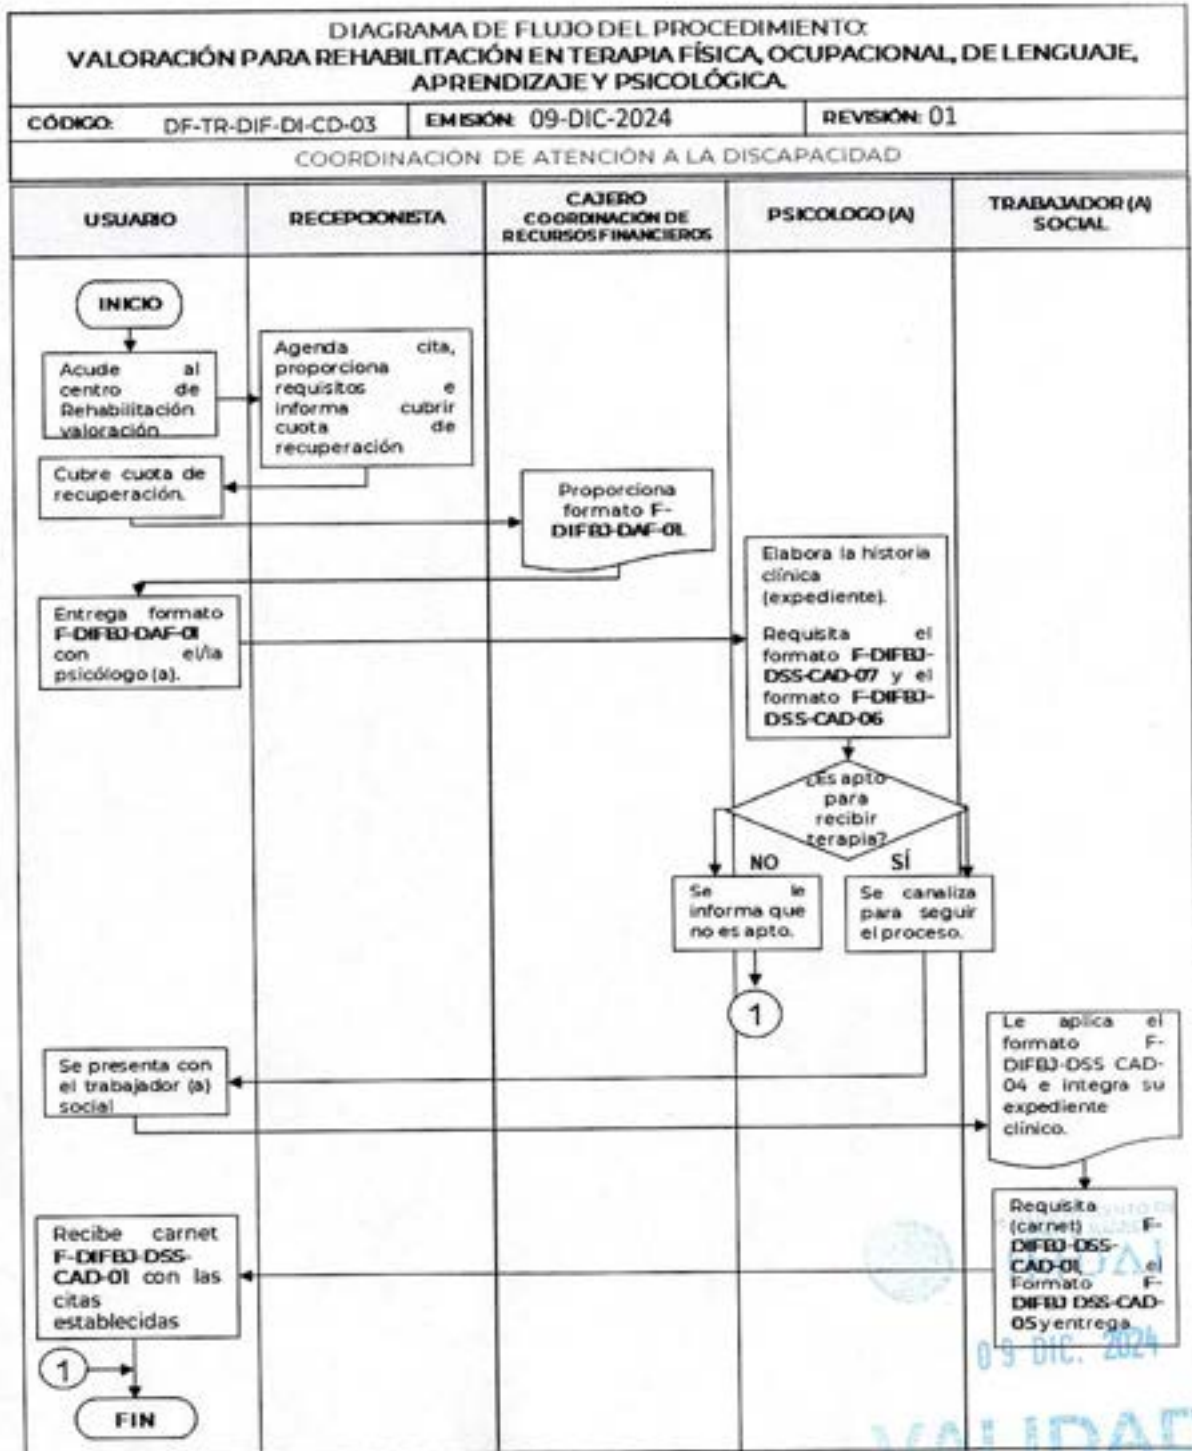 DIAGRAMA DE FLUJO DEL PROCEDIMIENTO:
VALORACIÓN PARA REHABILITACIÓN EN TERAPIA FÍSICA, OCUPACIONAL, DE LENGUAJE,
APRENDIZAJE Y PSICOLÓGICA.
CÓDIGO: DF-TR-DIF-DI-CD-03 EMISIÓN: 09-DIC-2024 REVISIÓN: 01
COORDINACIÓN DE ATENCIÓN A LA DISCAPACIDAD
USUARIO
RECEPCIONISTA
CAJERO
COORDINACIÓN DE
RECURSOS FINANCIEROS
PSICOLOGO (A)
TRABAJADOR (A)
SOCIAL
INICIO
Acude al
centro de
Rehabilitación
valoración
Agenda cita,
proporciona
requisitos e
informa cubrir
cuota de
recuperación
Cubre cuota de
recuperación.
Proporciona
formato F-
DIFBJ-DAF-01.
Entrega formato
F-DIFBJ-DAF-01
con el/la
psicólogo (a).
Elabora la historia
clínica
(expediente).
Requisita el
formato F-DIFBJ-
DSS-CAD-07 y el
formato F-DIFBJ-
DSS-CAD-06
¿Es apto
para
recibir
terapia?
NO
SÍ
Se le
informa que
no es apto.
Se canaliza
para seguir
el proceso.
1
Se presenta con
el trabajador (a)
social
Le aplica el
formato F-
DIFBJ-DSS CAD-
04 e integra su
expediente
clínico.
Requisita
(carnet) F-
DIFBJ-DSS-
CAD-01, el
Formato F-
DIFBJ DSS-CAD-
05 y entrega
Recibe carnet
F-DIFBJ-DSS-
CAD-01 con las
citas
establecidas
1
FIN
09 DIC. 2024
VALIDAD